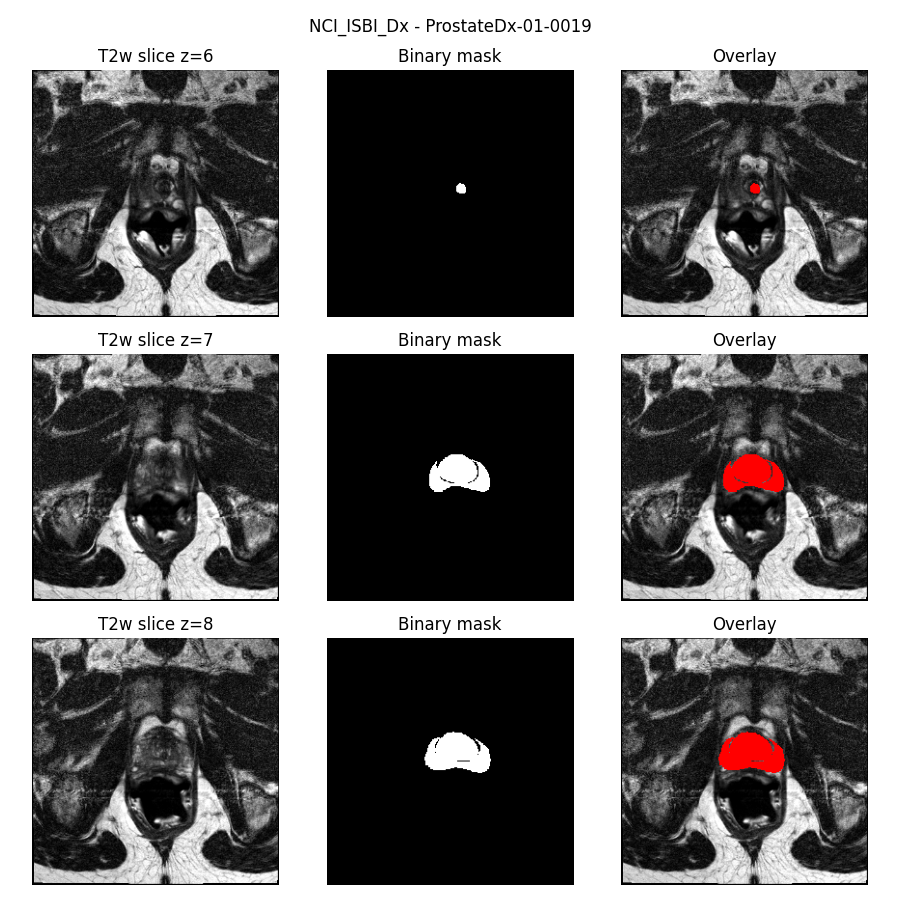 NCI_ISBI_Dx - ProstateDx-01-0019
T2w slice z=6
Binary mask
Overlay
T2w slice z=7
Binary mask
Overlay
T2w slice z=8
Binary mask
Overlay